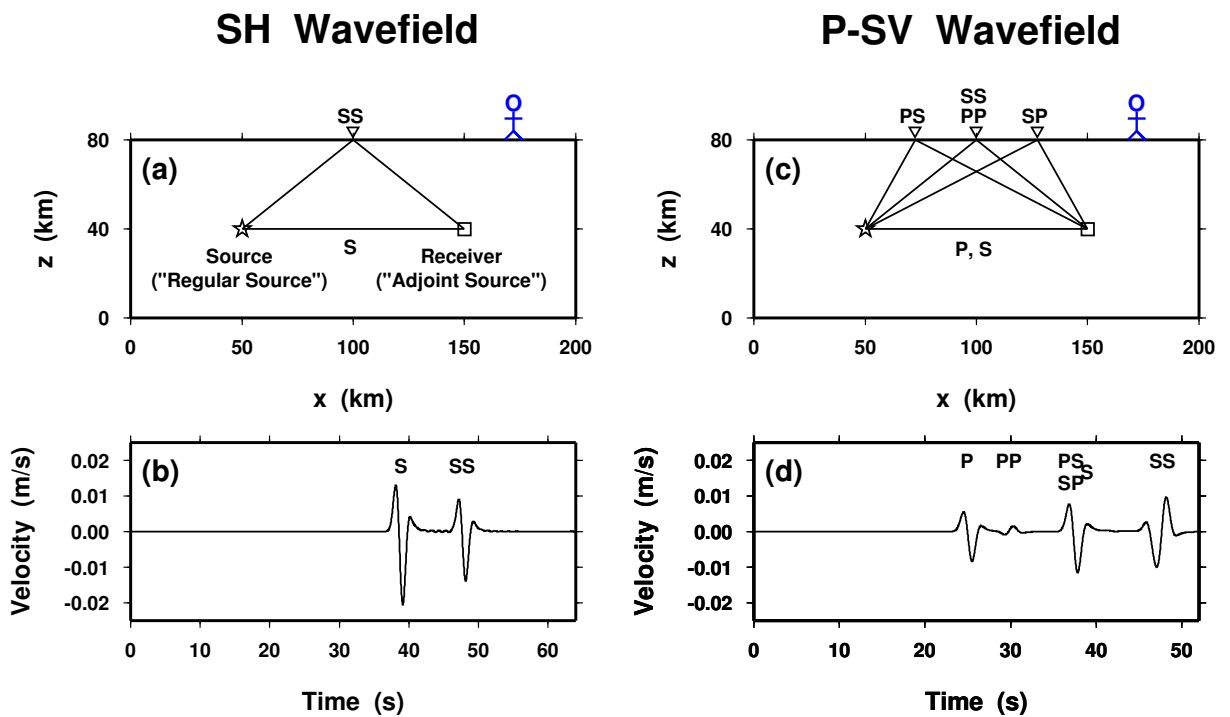 SH Wavefield
P-SV Wavefield
SS
80
(a)
z (km)
40
S
Source
("Regular Source")
Receiver
("Adjoint Source")
0
0 50 100 150 200
x (km)
PS
SS
PP
SP
80
(c)
z (km)
40
P, S
0
0 50 100 150 200
x (km)
0.02
(b)
S
SS
0.01
0.00
-0.01
-0.02
Velocity (m/s)
0 10 20 30 40 50 60
Time (s)
0.02
(d)
P
PP
PS
SP
S
SS
0.01
0.00
-0.01
-0.02
Velocity (m/s)
0 10 20 30 40 50
Time (s)